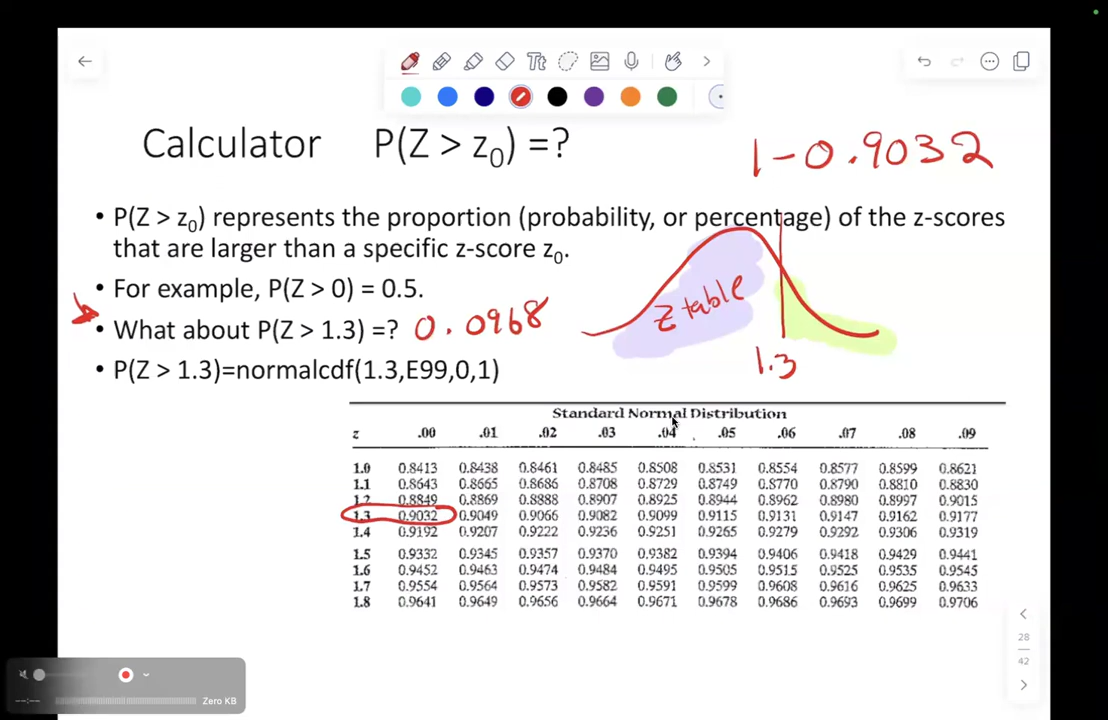 Tt
Calculator P(Z > z₀) =?
1-0.9032
• P(Z > z₀) represents the proportion (probability, or percentage) of the z-scores
that are larger than a specific z-score z₀.
• For example, P(Z > 0) = 0.5.
• What about P(Z > 1.3) =? 0.0968
z table
1.3
• P(Z > 1.3)=normalcdf(1.3,E99,0,1)
Standard Normal Distribution
z .00 .01 .02 .03 .04 .05 .06 .07 .08 .09
1.0 0.8413 0.8438 0.8461 0.8485 0.8508 0.8531 0.8554 0.8577 0.8599 0.8621
1.1 0.8643 0.8665 0.8686 0.8708 0.8729 0.8749 0.8770 0.8790 0.8810 0.8830
1.2 0.8849 0.8869 0.8888 0.8907 0.8925 0.8944 0.8962 0.8980 0.8997 0.9015
1.3 0.9032 0.9049 0.9066 0.9082 0.9099 0.9115 0.9131 0.9147 0.9162 0.9177
1.4 0.9192 0.9207 0.9222 0.9236 0.9251 0.9265 0.9279 0.9292 0.9306 0.9319
1.5 0.9332 0.9345 0.9357 0.9370 0.9382 0.9394 0.9406 0.9418 0.9429 0.9441
1.6 0.9452 0.9463 0.9474 0.9484 0.9495 0.9505 0.9515 0.9525 0.9535 0.9545
1.7 0.9554 0.9564 0.9573 0.9582 0.9591 0.9599 0.9608 0.9616 0.9625 0.9633
1.8 0.9641 0.9649 0.9656 0.9664 0.9671 0.9678 0.9686 0.9693 0.9699 0.9706
28
42
--:-- Zero KB